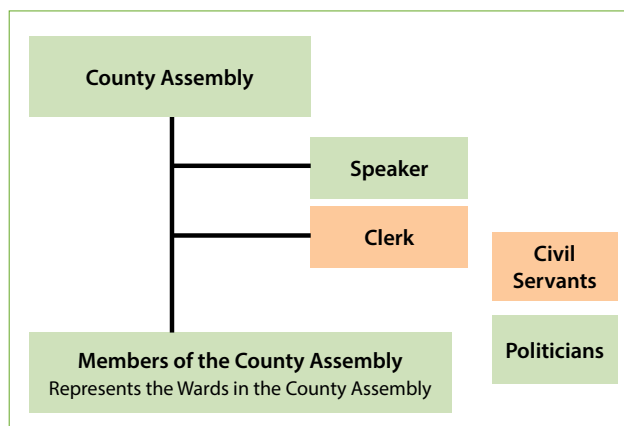 County Assembly
Speaker
Clerk
Civil
Servants
Politicians
Members of the County Assembly
Represents the Wards in the County Assembly